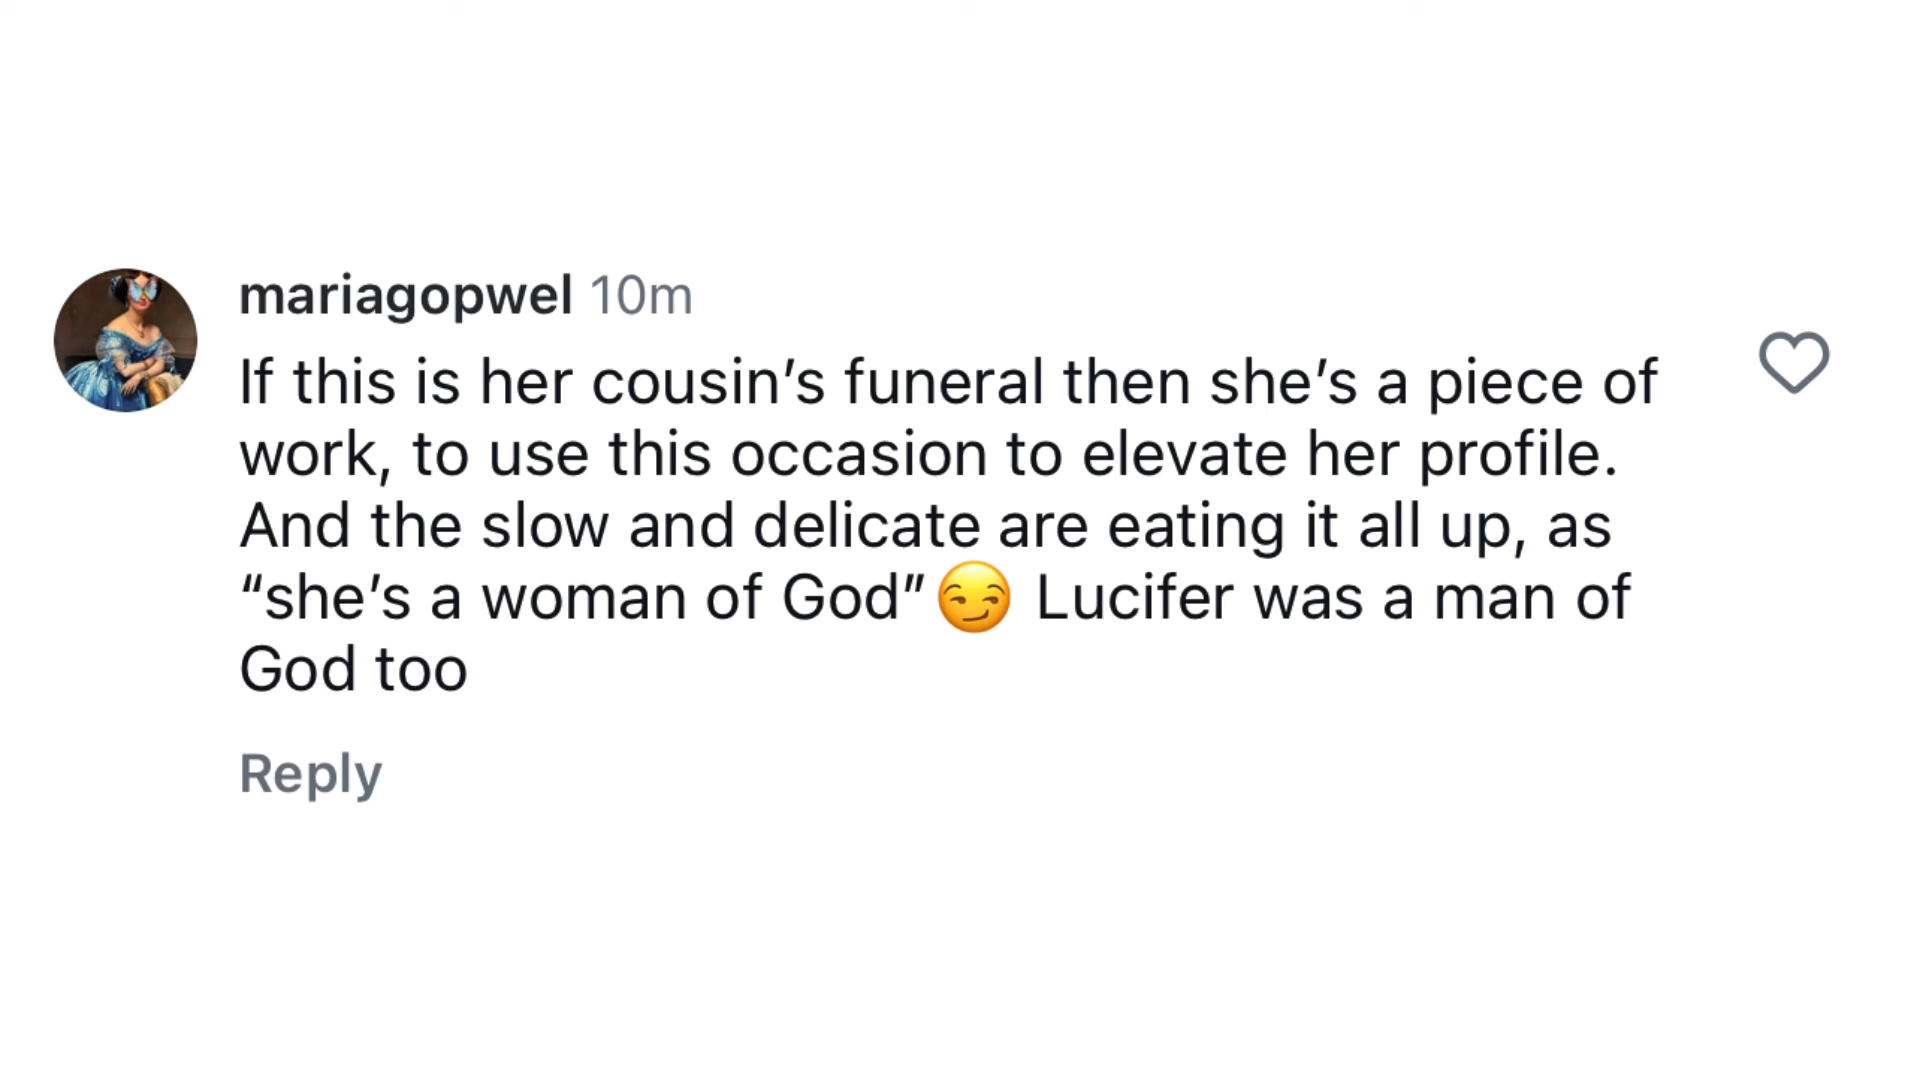 mariagopwel 10m
If this is her cousin’s funeral then she’s a piece of
work, to use this occasion to elevate her profile.
And the slow and delicate are eating it all up, as
“she’s a woman of God”😏 Lucifer was a man of
God too
Reply